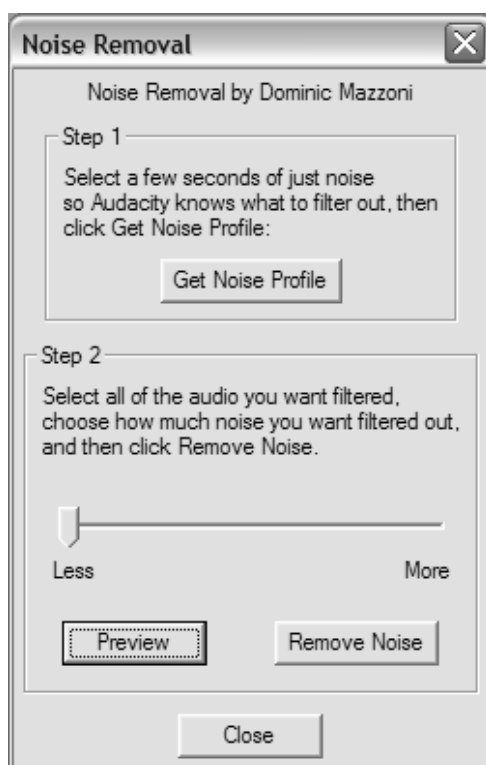 Noise Removal
Noise Removal by Dominic Mazzoni
Step 1
Select a few seconds of just noise
so Audacity knows what to filter out, then
click Get Noise Profile:
Get Noise Profile
Step 2
Select all of the audio you want filtered,
choose how much noise you want filtered out,
and then click Remove Noise.
Less More
Preview Remove Noise
Close